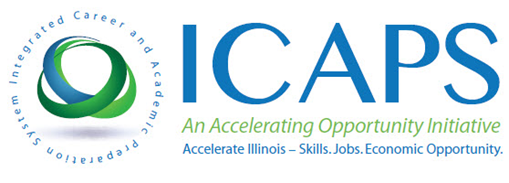 Integrated Career and Academic Preparation System
ICAPS
An Accelerating Opportunity Initiative
Accelerate Illinois – Skills. Jobs. Economic Opportunity.